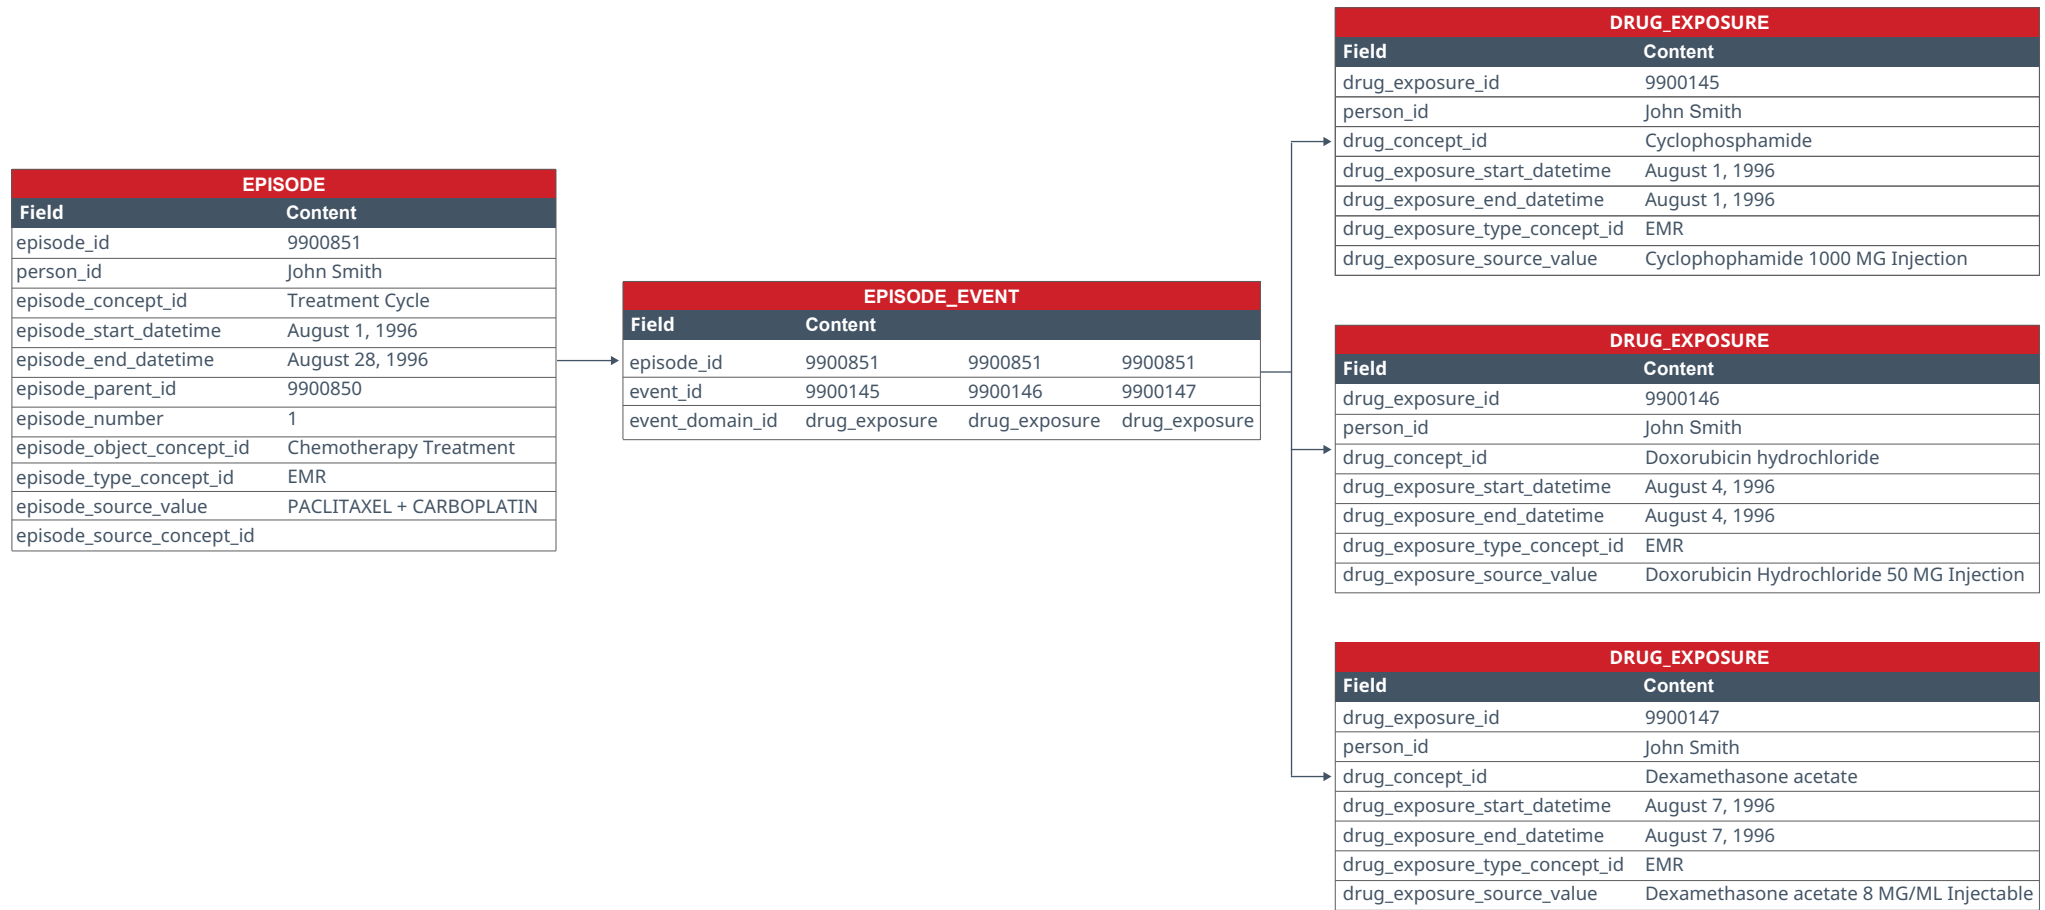 EPISODE
Field Content
episode_id 9900851
person_id John Smith
episode_concept_id Treatment Cycle
episode_start_datetime August 1, 1996
episode_end_datetime August 28, 1996
episode_parent_id 9900850
episode_number 1
episode_object_concept_id Chemotherapy Treatment
episode_type_concept_id EMR
episode_source_value PACLITAXEL + CARBOPLATIN
episode_source_concept_id
EPISODE_EVENT
Field Content
episode_id 9900851 9900851 9900851
event_id 9900145 9900146 9900147
event_domain_id drug_exposure drug_exposure drug_exposure
DRUG_EXPOSURE
Field Content
drug_exposure_id 9900145
person_id John Smith
drug_concept_id Cyclophosphamide
drug_exposure_start_datetime August 1, 1996
drug_exposure_end_datetime August 1, 1996
drug_exposure_type_concept_id EMR
drug_exposure_source_value Cyclophophamide 1000 MG Injection
DRUG_EXPOSURE
Field Content
drug_exposure_id 9900146
person_id John Smith
drug_concept_id Doxorubicin hydrochloride
drug_exposure_start_datetime August 4, 1996
drug_exposure_end_datetime August 4, 1996
drug_exposure_type_concept_id EMR
drug_exposure_source_value Doxorubicin Hydrochloride 50 MG Injection
DRUG_EXPOSURE
Field Content
drug_exposure_id 9900147
person_id John Smith
drug_concept_id Dexamethasone acetate
drug_exposure_start_datetime August 7, 1996
drug_exposure_end_datetime August 7, 1996
drug_exposure_type_concept_id EMR
drug_exposure_source_value Dexamethasone acetate 8 MG/ML Injectable